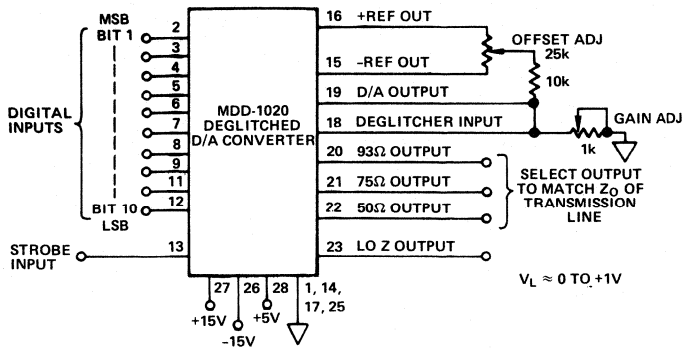 MSB
BIT 1
2
3
4
5
6
7
8
9
11
12
BIT 10
LSB
DIGITAL
INPUTS
STROBE
INPUT
13
MDD-1020
DEGLITCHED
D/A CONVERTER
16 +REF OUT
15 –REF OUT
19 D/A OUTPUT
18 DEGLITCHER INPUT
20 93Ω OUTPUT
21 75Ω OUTPUT
22 50Ω OUTPUT
23 LO Z OUTPUT
OFFSET ADJ
25k
10k
GAIN ADJ
1k
SELECT OUTPUT
TO MATCH ZO OF
TRANSMISSION
LINE
VL ≈ 0 TO +1V
27
26
28
1, 14,
17, 25
+15V
–15V
+5V